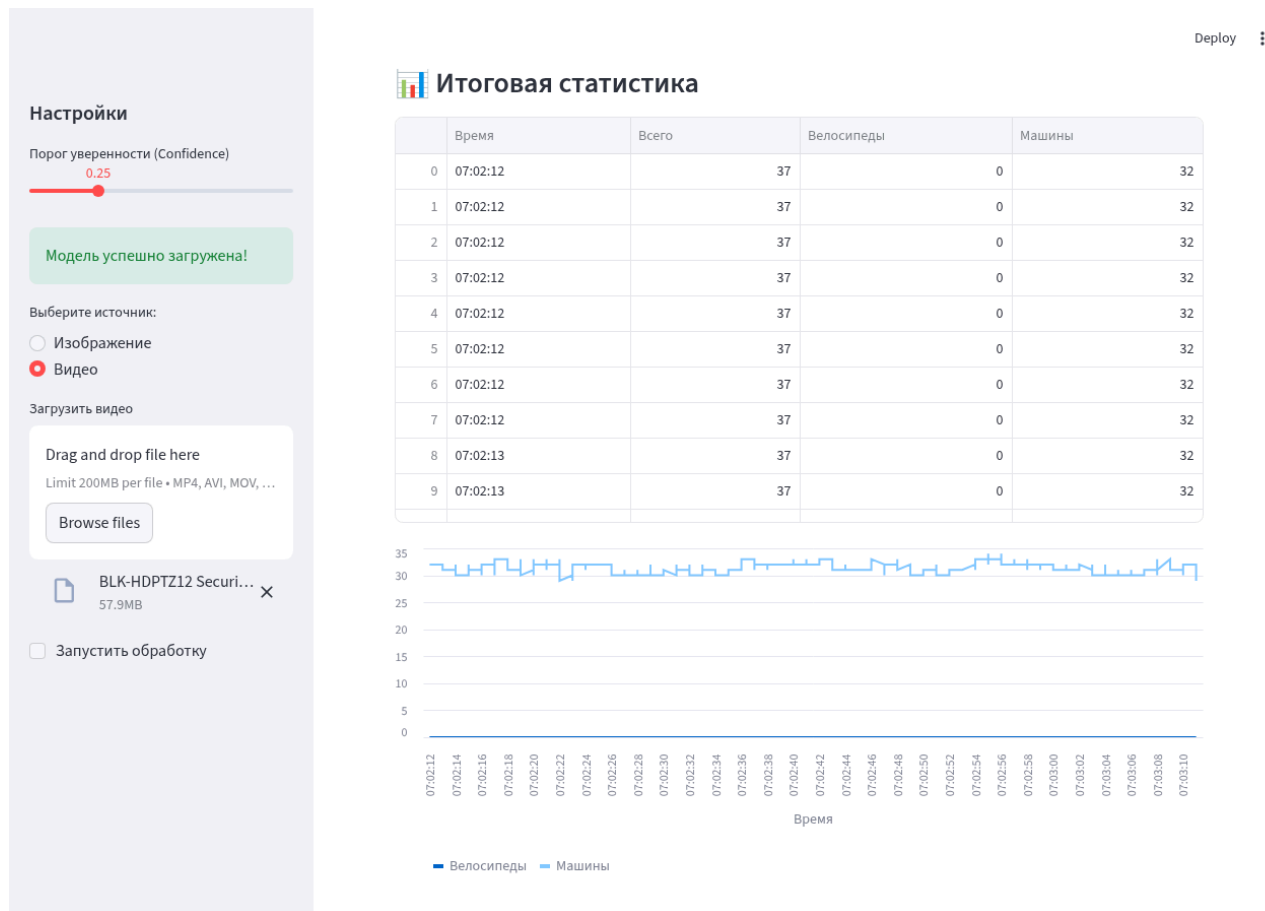 Deploy
Настройки
Порог уверенности (Confidence)
0.25
Модель успешно загружена!
Выберите источник:
Изображение
Видео
Загрузить видео
Drag and drop file here
Limit 200MB per file • MP4, AVI, MOV, …
Browse files
BLK-HDPTZ12 Securi…
57.9MB
Запустить обработку
Итоговая статистика
Время Всего Велосипеды Машины
0 07:02:12 37 0 32
1 07:02:12 37 0 32
2 07:02:12 37 0 32
3 07:02:12 37 0 32
4 07:02:12 37 0 32
5 07:02:12 37 0 32
6 07:02:12 37 0 32
7 07:02:12 37 0 32
8 07:02:13 37 0 32
9 07:02:13 37 0 32
35
30
25
20
15
10
5
0
07:02:12 07:02:14 07:02:16 07:02:18 07:02:20 07:02:22 07:02:24 07:02:26 07:02:28 07:02:30 07:02:32 07:02:34 07:02:36 07:02:38 07:02:40 07:02:42 07:02:44 07:02:46 07:02:48 07:02:50 07:02:52 07:02:54 07:02:56 07:02:58 07:03:00 07:03:02 07:03:04 07:03:06 07:03:08 07:03:10
Время
Велосипеды Машины